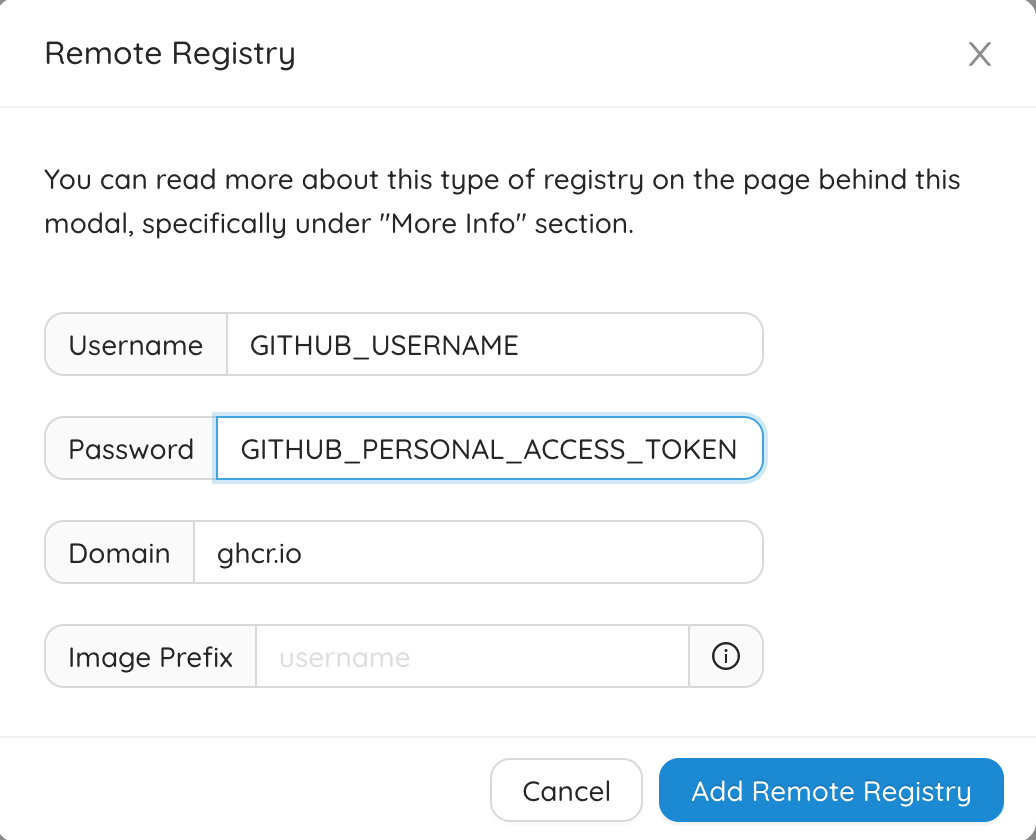 Remote Registry
X
You can read more about this type of registry on the page behind this
modal, specifically under "More Info" section.
Username GITHUB_USERNAME
Password GITHUB_PERSONAL_ACCESS_TOKEN
Domain ghcr.io
Image Prefix username
Cancel Add Remote Registry